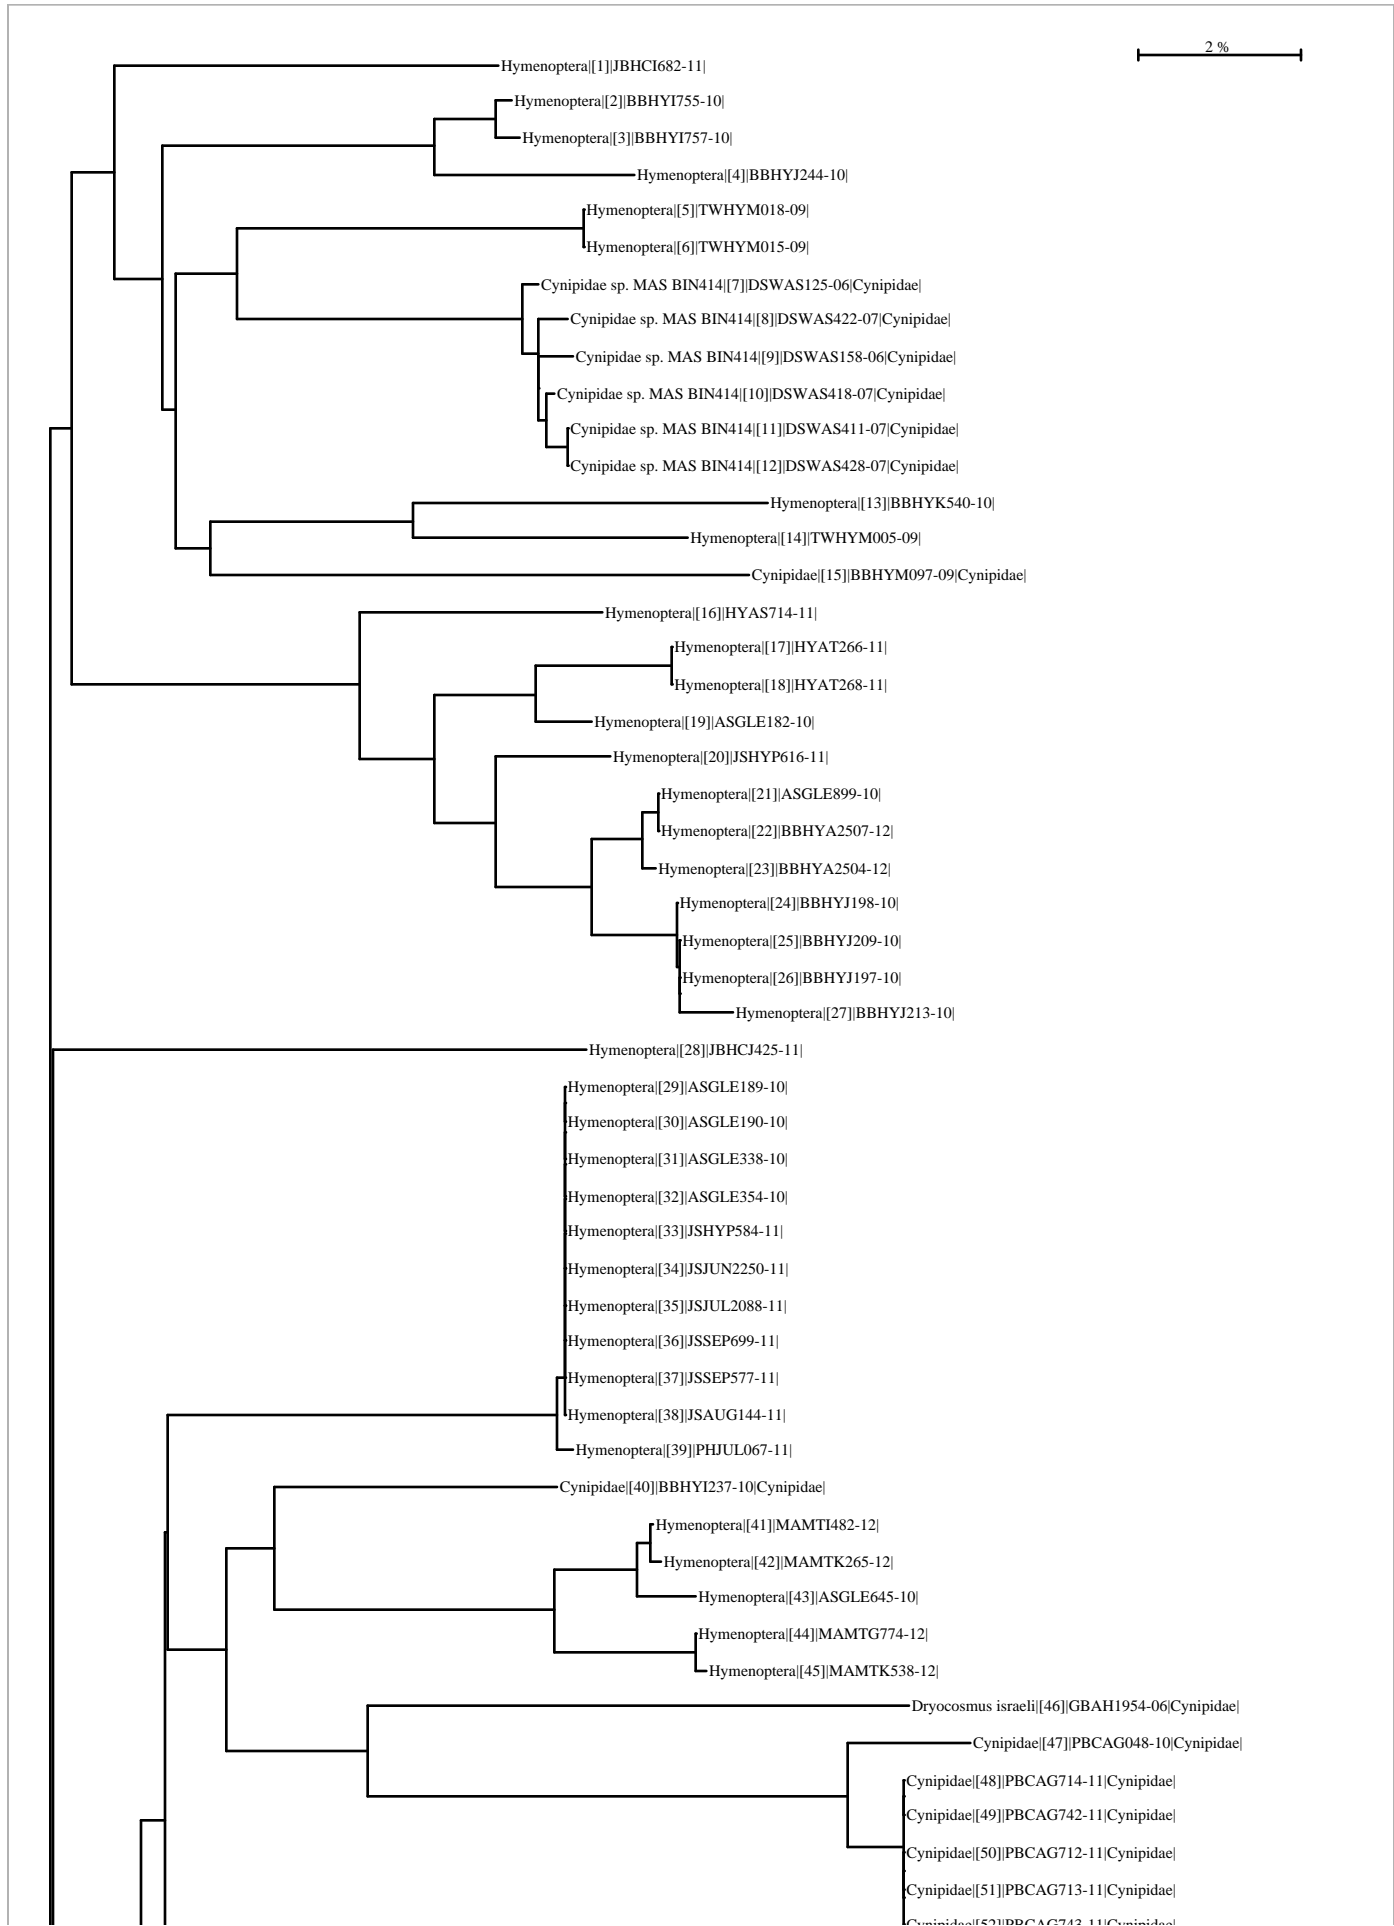 2 %
Hymenoptera|[1]|JBHCI682-11|
Hymenoptera|[2]|BBHYI755-10|
Hymenoptera|[3]|BBHYI757-10|
Hymenoptera|[4]|BBHYJ244-10|
Hymenoptera|[5]|TWHYM018-09|
Hymenoptera|[6]|TWHYM015-09|
Cynipidae sp. MAS BIN414|[7]|DSWAS125-06|Cynipidae|
Cynipidae sp. MAS BIN414|[8]|DSWAS422-07|Cynipidae|
Cynipidae sp. MAS BIN414|[9]|DSWAS158-06|Cynipidae|
Cynipidae sp. MAS BIN414|[10]|DSWAS418-07|Cynipidae|
Cynipidae sp. MAS BIN414|[11]|DSWAS411-07|Cynipidae|
Cynipidae sp. MAS BIN414|[12]|DSWAS428-07|Cynipidae|
Hymenoptera|[13]|BBHYK540-10|
Hymenoptera|[14]|TWHYM005-09|
Cynipidae|[15]|BBHYM097-09|Cynipidae|
Hymenoptera|[16]|HYAS714-11|
Hymenoptera|[17]|HYAT266-11|
Hymenoptera|[18]|HYAT268-11|
Hymenoptera|[19]|ASGLE182-10|
Hymenoptera|[20]|JSHYP616-11|
Hymenoptera|[21]|ASGLE899-10|
Hymenoptera|[22]|BBHYA2507-12|
Hymenoptera|[23]|BBHYA2504-12|
Hymenoptera|[24]|BBHYJ198-10|
Hymenoptera|[25]|BBHYJ209-10|
Hymenoptera|[26]|BBHYJ197-10|
Hymenoptera|[27]|BBHYJ213-10|
Hymenoptera|[28]|JBHCJ425-11|
Hymenoptera|[29]|ASGLE189-10|
Hymenoptera|[30]|ASGLE190-10|
Hymenoptera|[31]|ASGLE338-10|
Hymenoptera|[32]|ASGLE354-10|
Hymenoptera|[33]|JSHYP584-11|
Hymenoptera|[34]|JSJUN2250-11|
Hymenoptera|[35]|JSJUL2088-11|
Hymenoptera|[36]|JSSEP699-11|
Hymenoptera|[37]|JSSEP577-11|
Hymenoptera|[38]|JSAUG144-11|
Hymenoptera|[39]|PHJUL067-11|
Cynipidae|[40]|BBHYI237-10|Cynipidae|
Hymenoptera|[41]|MAMTI482-12|
Hymenoptera|[42]|MAMTK265-12|
Hymenoptera|[43]|ASGLE645-10|
Hymenoptera|[44]|MAMTG774-12|
Hymenoptera|[45]|MAMTK538-12|
Dryocosmus israeli|[46]|GBAH1954-06|Cynipidae|
Cynipidae|[47]|PBCAG048-10|Cynipidae|
Cynipidae|[48]|PBCAG714-11|Cynipidae|
Cynipidae|[49]|PBCAG742-11|Cynipidae|
Cynipidae|[50]|PBCAG712-11|Cynipidae|
Cynipidae|[51]|PBCAG713-11|Cynipidae|
Cynipidae|[52]|PBCAG743-11|Cynipidae|